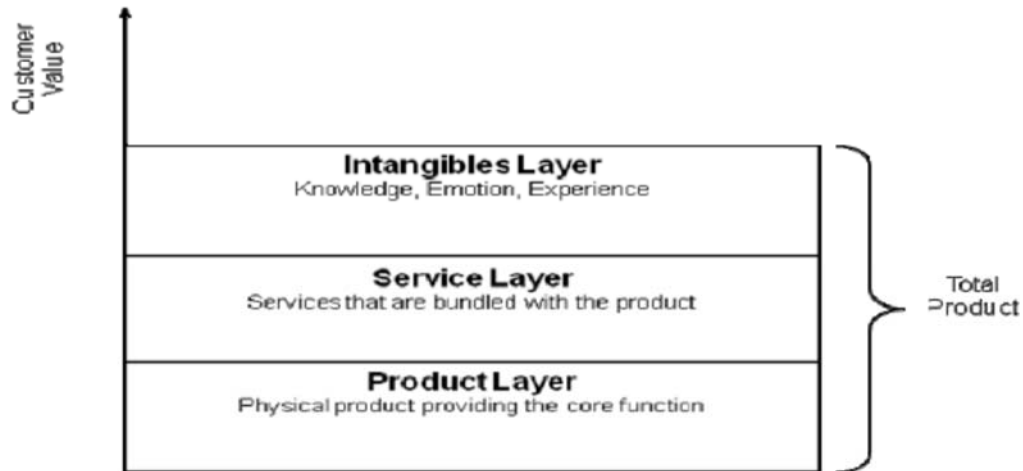 Customer
Value
Intangibles Layer
Knowledge, Emotion, Experience
Service Layer
Services that are bundled with the product
Product Layer
Physical product providing the core function
Total
Product